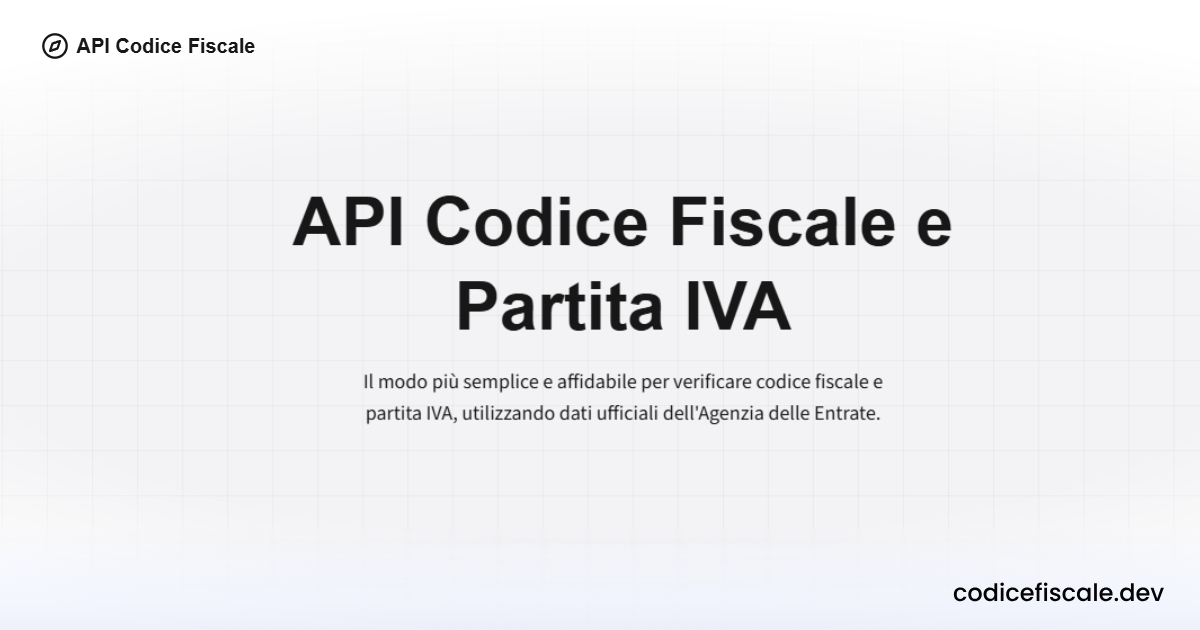 API Codice Fiscale
API Codice Fiscale e
Partita IVA
Il modo più semplice e affidabile per verificare codice fiscale e
partita IVA, utilizzando dati ufficiali dell'Agenzia delle Entrate.
codicefiscale.dev